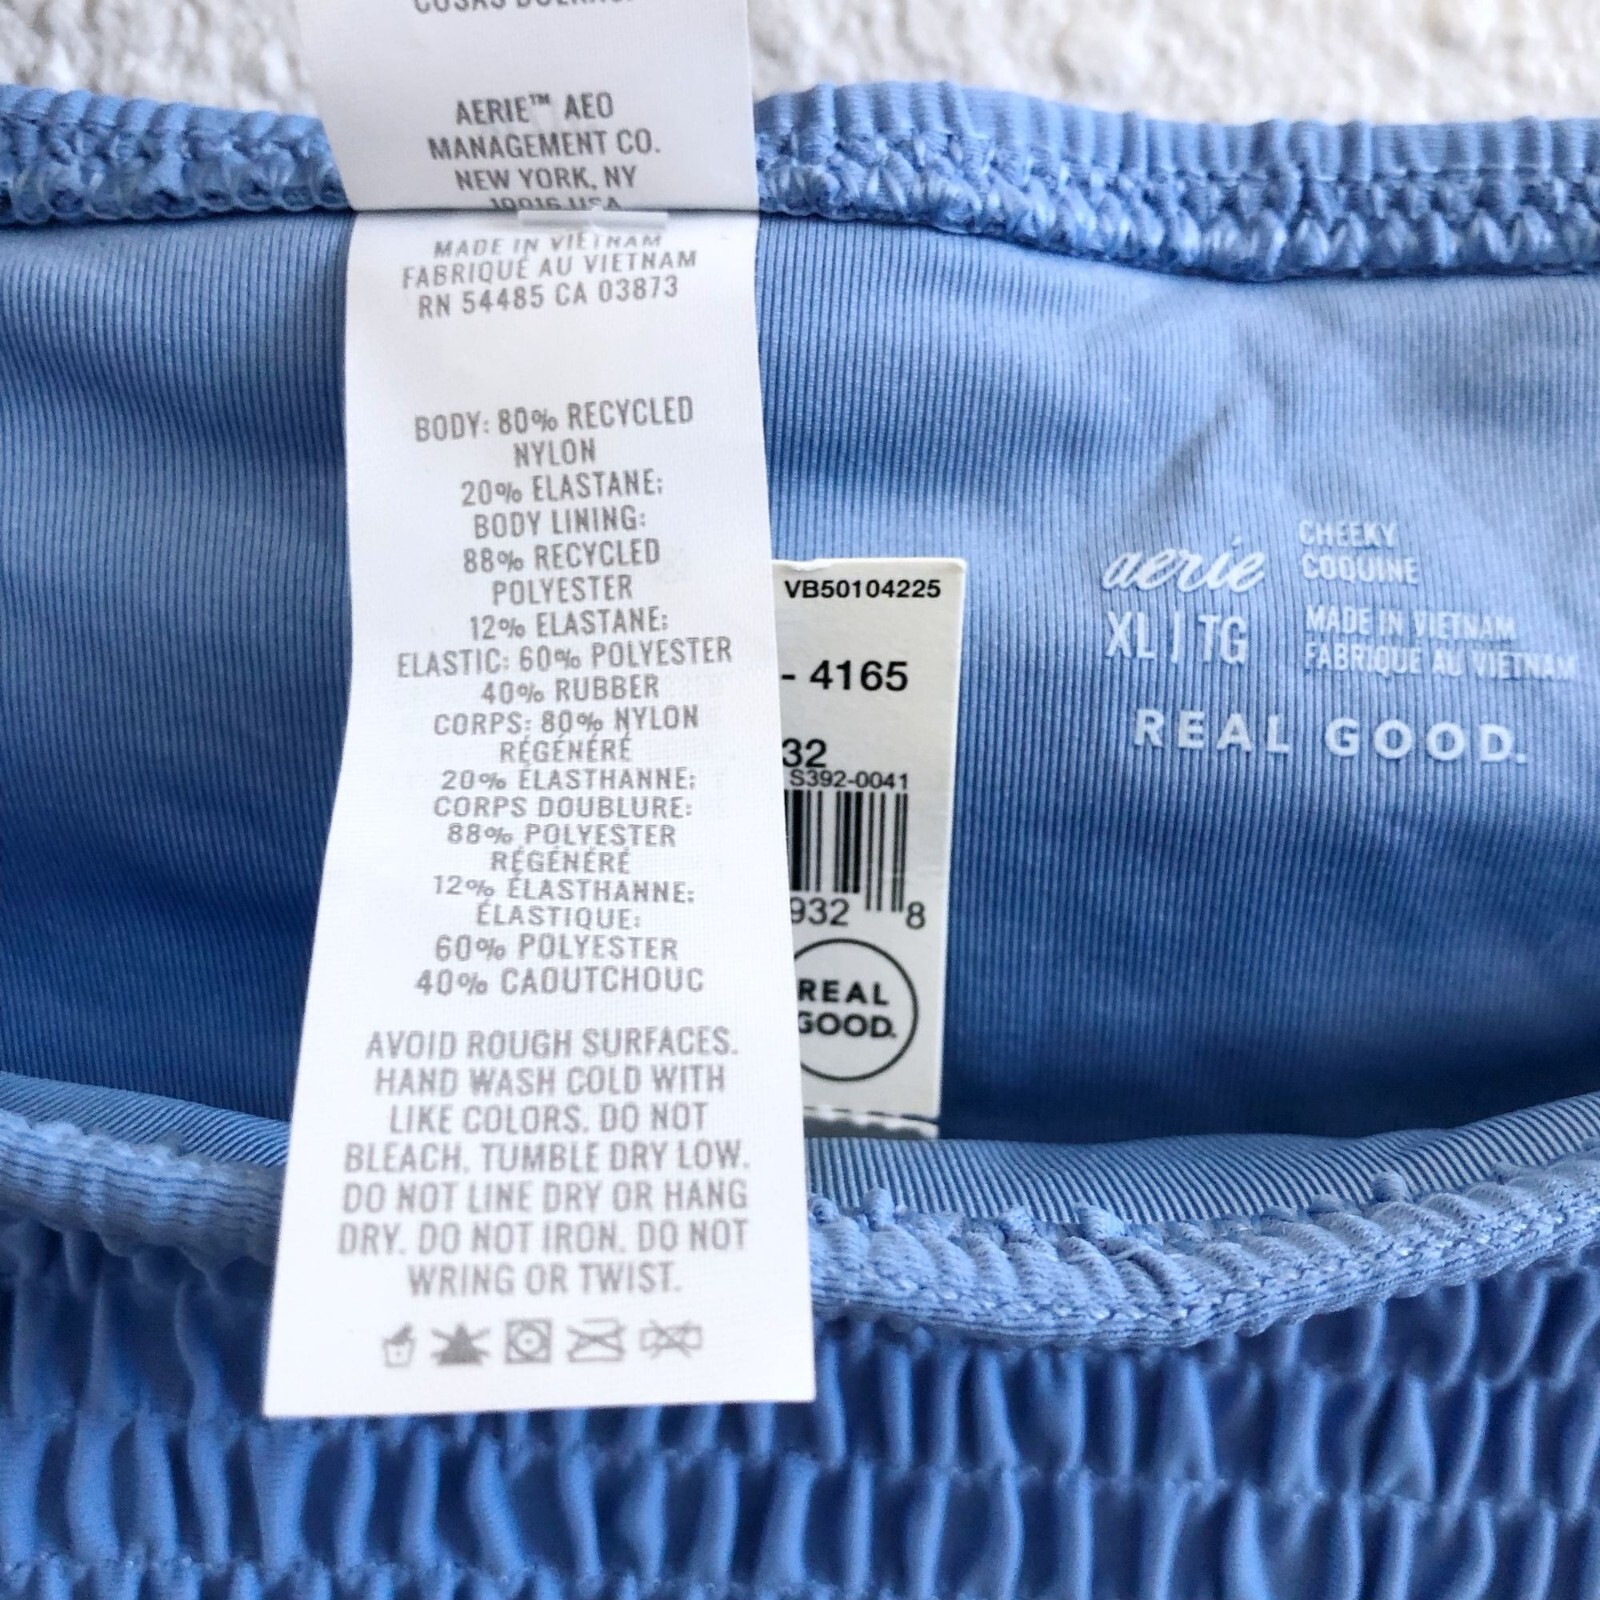 AERIE™ AEO
MANAGEMENT CO.
NEW YORK, NY
10016 USA
MADE IN VIETNAM
FABRIQUÉ AU VIETNAM
RN 54485 CA 03873
BODY: 80% RECYCLED
NYLON
20% ELASTANE;
BODY LINING:
88% RECYCLED
POLYESTER
12% ELASTANE;
ELASTIC: 60% POLYESTER
40% RUBBER
CORPS: 80% NYLON
RÉGÉNÉRÉ
20% ÉLASTHANNE;
CORPS DOUBLURE:
88% POLYESTER
RÉGÉNÉRÉ
12% ÉLASTHANNE;
ÉLASTIQUE:
60% POLYESTER
40% CAOUTCHOUC
AVOID ROUGH SURFACES.
HAND WASH COLD WITH
LIKE COLORS. DO NOT
BLEACH. TUMBLE DRY LOW.
DO NOT LINE DRY OR HANG
DRY. DO NOT IRON. DO NOT
WRING OR TWIST.
VB50104225
- 4165
32
S392-0041
932 8
REAL
GOOD.
aerie
CHEEKY
COQUINE
XL | TG
MADE IN VIETNAM
FABRIQUÉ AU VIETNAM
REAL GOOD.